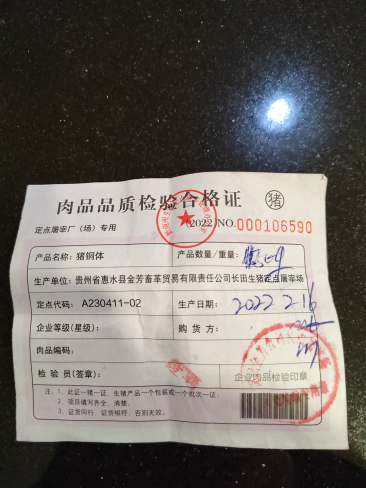 肉品品质检验合格证 猪
定点屠宰厂（场）专用 2022 NO.000106590
产品名称：猪胴体 产品数量/重量：
生产单位：贵州省惠水县金芳畜革贸易有限责任公司长田生猪定点屠宰场
定点代码：A230411-02 生产日期：2022 2-16
企业等级(星级)： 购货方：
肉品编码：
检验员(签章)： 企业肉品检验印章
注：1、此证一猪一证，生猪产品一个包装或一个批次一证。
2、项目填写齐全、清楚。
3、证货同行，证货相符，否则无效。